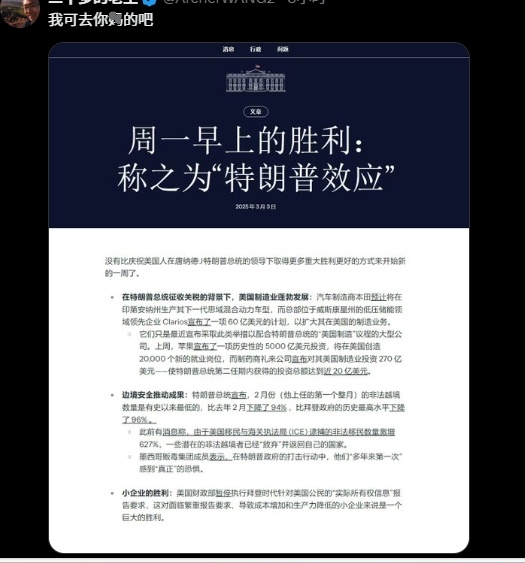 我可去你妈的吧
消息 行政 问题
文章
周一早上的胜利:
称之为“特朗普效应”
2025年3月3日
没有比庆祝美国人在唐纳德·J·特朗普总统的领导下取得更多重大胜利更好的方式来开始新
的一周了。
在特朗普总统征收关税的背景下，美国制造业蓬勃发展：汽车制造商本田预计将在
印第安纳州生产其下一代思域混合动力车型，而总部位于威斯康星州的低压储能领
域领先企业 Clarios宣布了一项 60 亿美元的计划，以扩大其在美国的制造业务。
它们只是最近宣布采取此类举措以配合特朗普总统的“美国制造”议程的大型公
司。上周，苹果宣布了一项历史性的 5000 亿美元投资，将在美国创造
20,000 个新的就业岗位，而制药商礼来公司宣布对其美国制造业投资 270 亿
美元——使特朗普总统第二任期内获得的投资总额达到近 20 亿美元。
边境安全推动成果：特朗普总统宣布，2 月份（他上任的第一个整月）的非法越境
数量是有史以来最低的，比去年 2 月下降了 94% ，比拜登政府的历史最高水平下降
了 96% 。
此前有消息称，由于美国移民与海关执法局 (ICE) 逮捕的非法移民数量激增
627%，一些潜在的非法越境者已经“放弃”并返回自己的国家。
墨西哥贩毒集团成员表示，在特朗普政府的打击行动中，他们“多年来第一次”
感到“真正”的恐惧。
小企业的胜利：美国财政部暂停执行拜登时代针对美国公民的“实际所有权信息”报
告要求，这对面临繁重报告要求、导致成本增加和生产力降低的小企业来说是一个
巨大的胜利。